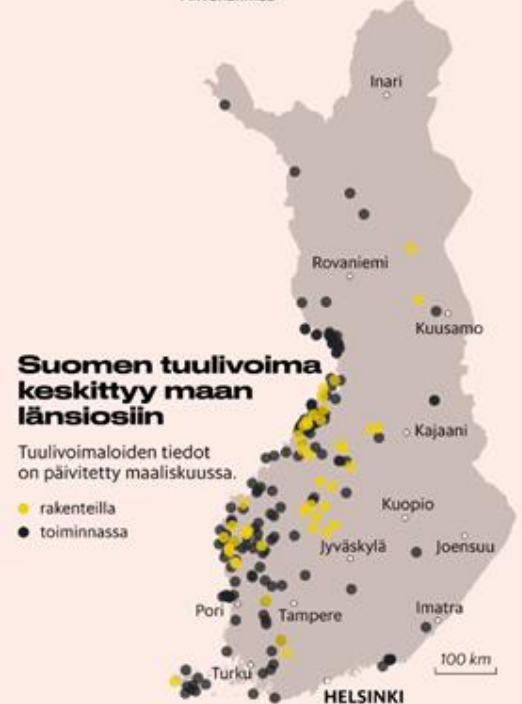 Inari
Rovaniemi
Kuusamo
Suomen tuulivoima
keskittyy maan
länsiosiin
Tuulivoimaloiden tiedot
on päivitetty maaliskuussa.
rakenteilla
toiminnassa
Kajaani
Kuopio
Jyväskylä
Joensuu
Pori
Tampere
Imatra
100 km
Turku
HELSINKI